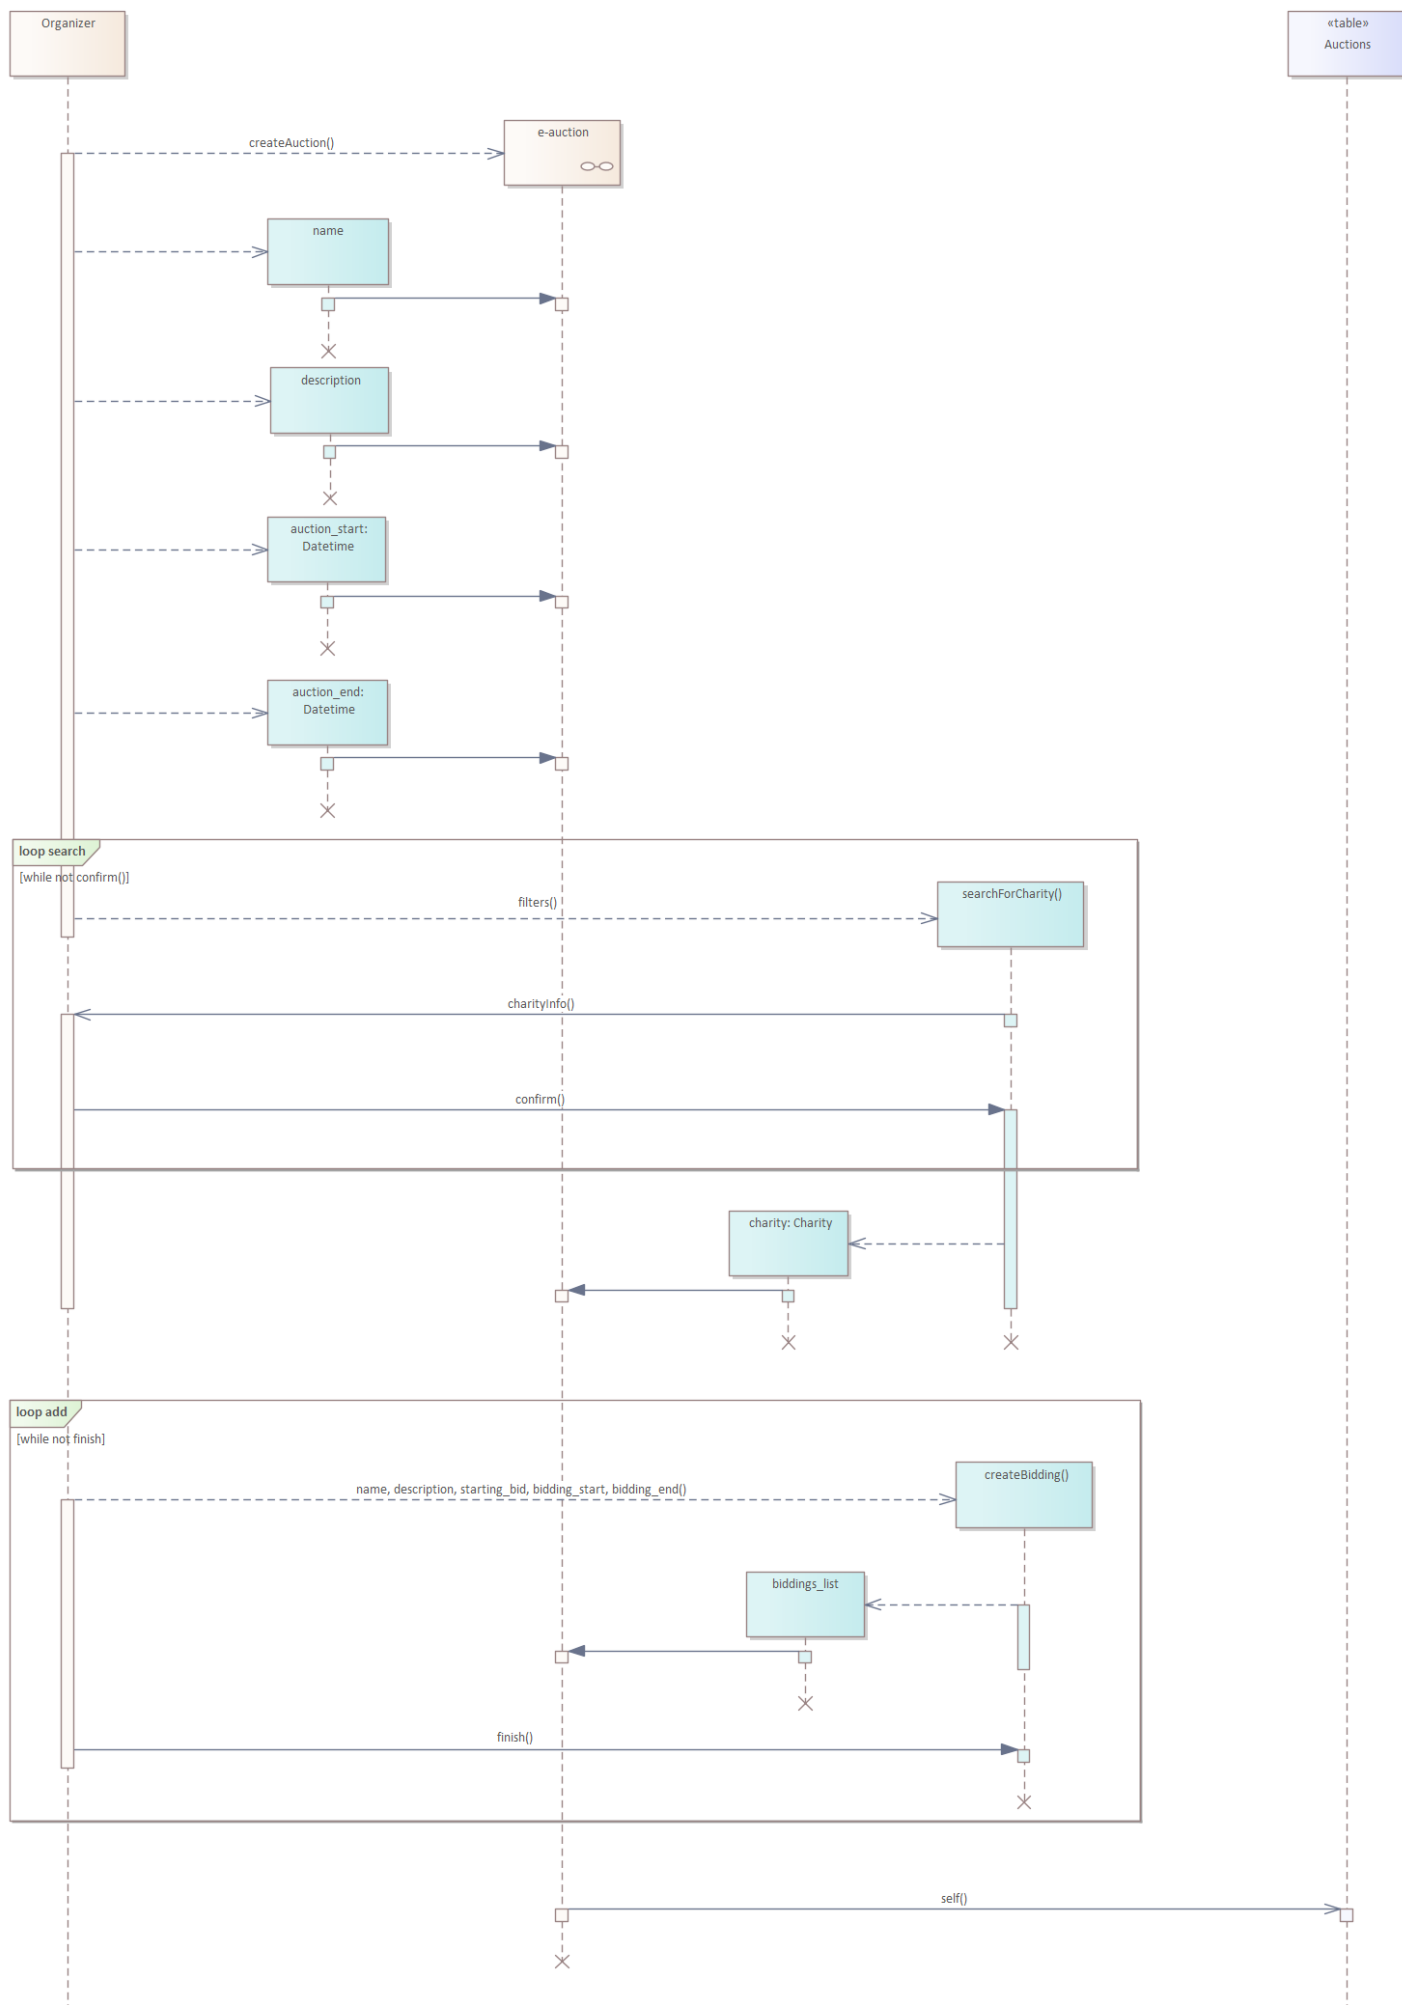 Organizer
«table»
Auctions
createAuction()
e-auction
name
description
auction_start:
Datetime
auction_end:
Datetime
loop search
[while not confirm()]
searchForCharity()
filters()
charityInfo()
confirm()
charity: Charity
loop add
[while not finish]
createBidding()
name, description, starting_bid, bidding_start, bidding_end()
biddings_list
finish()
self()